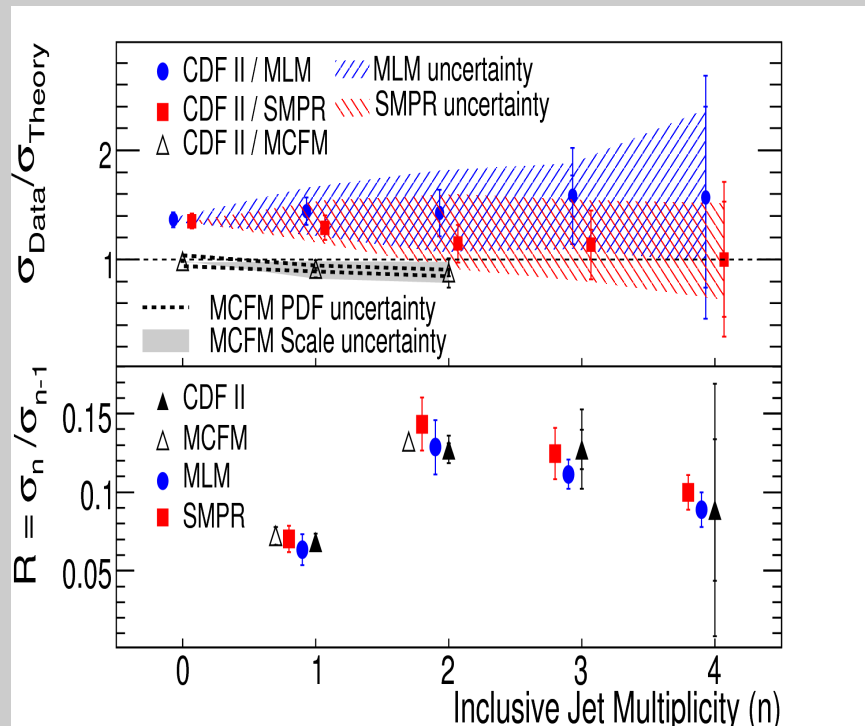 σData/σTheory
CDF II / MLM
MLM uncertainty
CDF II / SMPR
SMPR uncertainty
CDF II / MCFM
2
1
MCFM PDF uncertainty
MCFM Scale uncertainty
R = σn/σn-1
CDF II
MCFM
MLM
SMPR
0.15
0.1
0.05
0 1 2 3 4
Inclusive Jet Multiplicity (n)